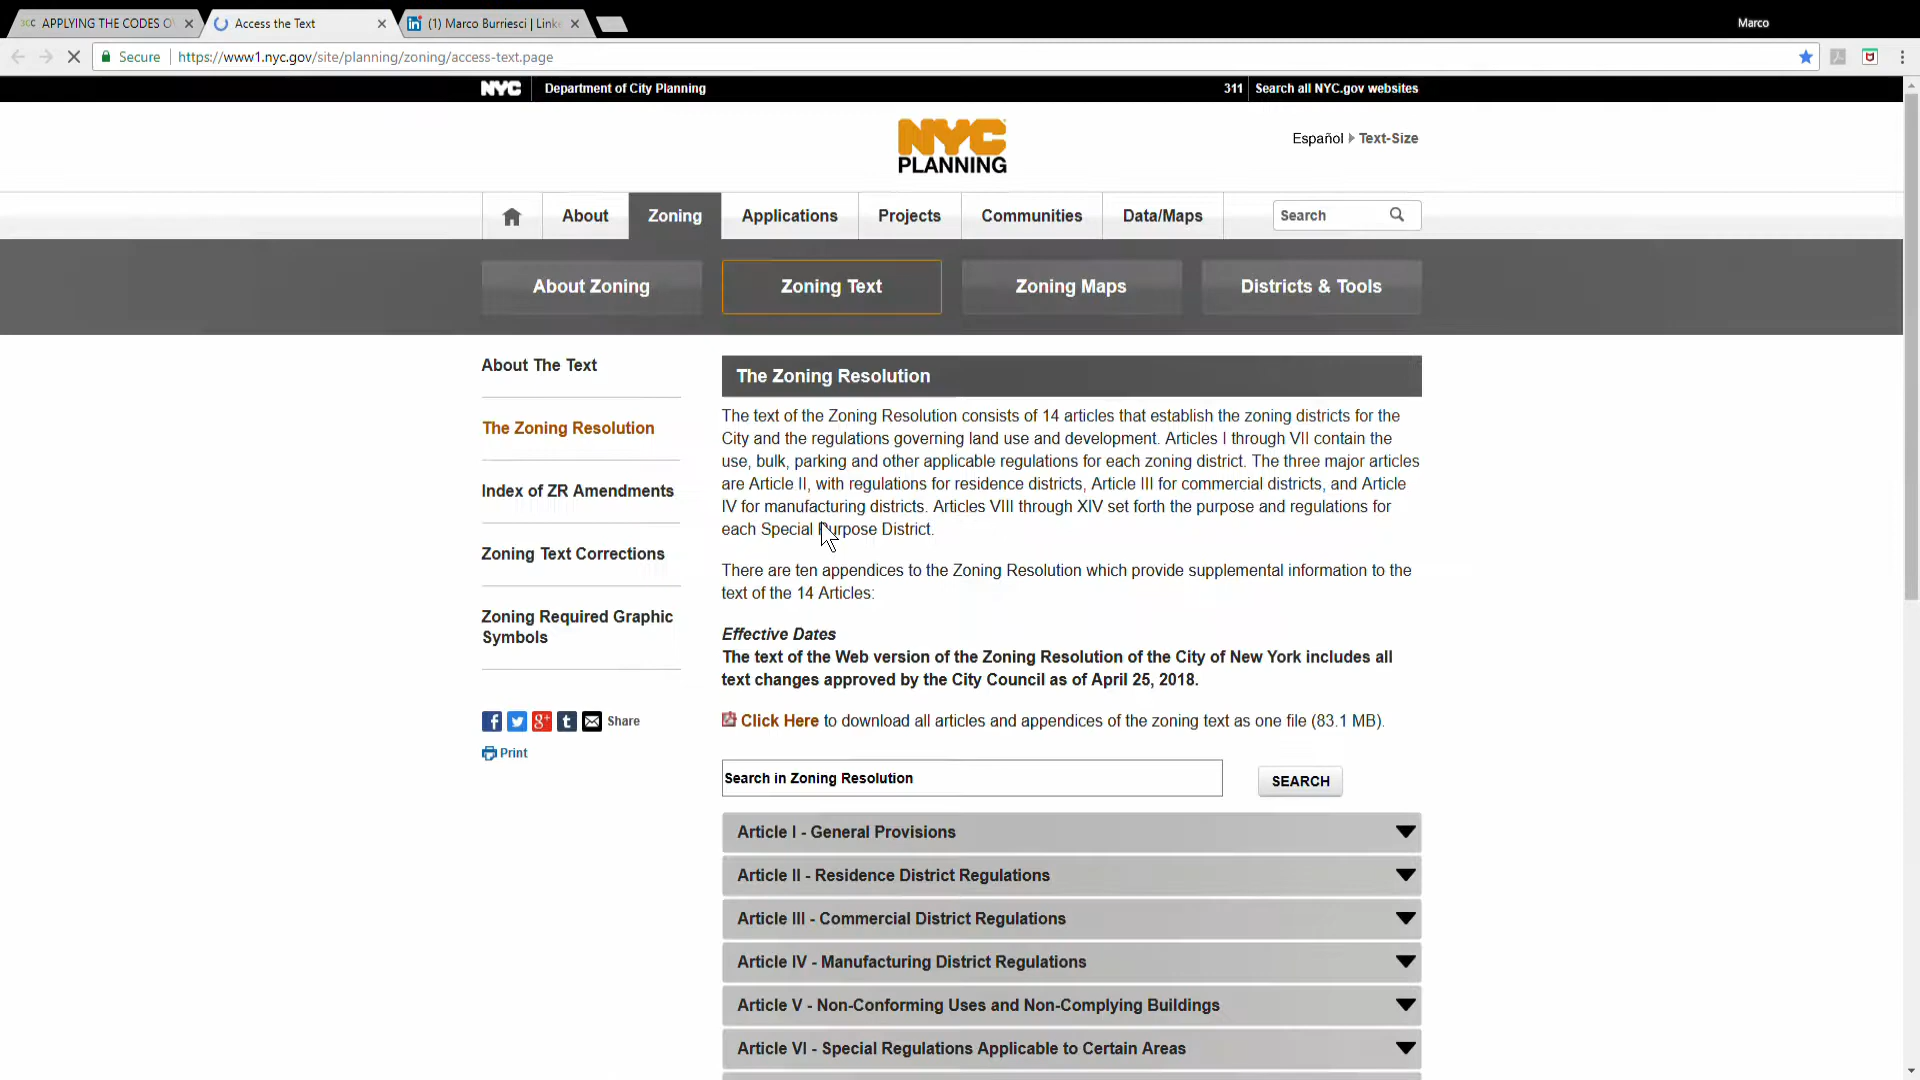 APPLYING THE CODES O
Access the Text
(1) Marco Burriesci | Linke
Marco
Secure
https://www1.nyc.gov/site/planning/zoning/access-text.page
NYC
Department of City Planning
311
Search all NYC.gov websites
NYC
PLANNING
Español
Text-Size
About
Zoning
Applications
Projects
Communities
Data/Maps
Search
About Zoning
Zoning Text
Zoning Maps
Districts & Tools
About The Text
The Zoning Resolution
Index of ZR Amendments
Zoning Text Corrections
Zoning Required Graphic
Symbols
Share
Print
The Zoning Resolution
The text of the Zoning Resolution consists of 14 articles that establish the zoning districts for the
City and the regulations governing land use and development. Articles I through VII contain the
use, bulk, parking and other applicable regulations for each zoning district. The three major articles
are Article II, with regulations for residence districts, Article III for commercial districts, and Article
IV for manufacturing districts. Articles VIII through XIV set forth the purpose and regulations for
each Special Purpose District.
There are ten appendices to the Zoning Resolution which provide supplemental information to the
text of the 14 Articles:
Effective Dates
The text of the Web version of the Zoning Resolution of the City of New York includes all
text changes approved by the City Council as of April 25, 2018.
Click Here to download all articles and appendices of the zoning text as one file (83.1 MB).
Search in Zoning Resolution
SEARCH
Article I - General Provisions
Article II - Residence District Regulations
Article III - Commercial District Regulations
Article IV - Manufacturing District Regulations
Article V - Non-Conforming Uses and Non-Complying Buildings
Article VI - Special Regulations Applicable to Certain Areas